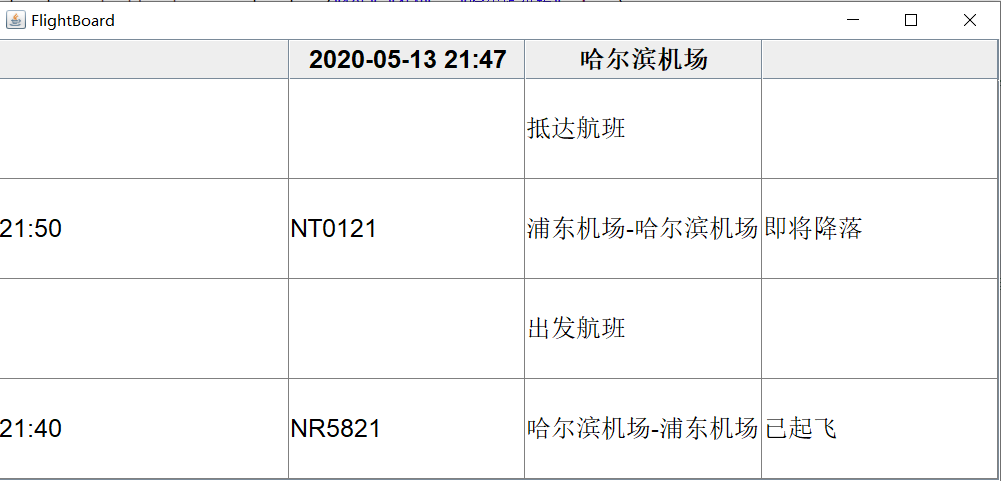 FlightBoard
2020-05-13 21:47 哈尔滨机场
抵达航班
21:50 NT0121 浦东机场-哈尔滨机场 即将降落
出发航班
21:40 NR5821 哈尔滨机场-浦东机场 已起飞